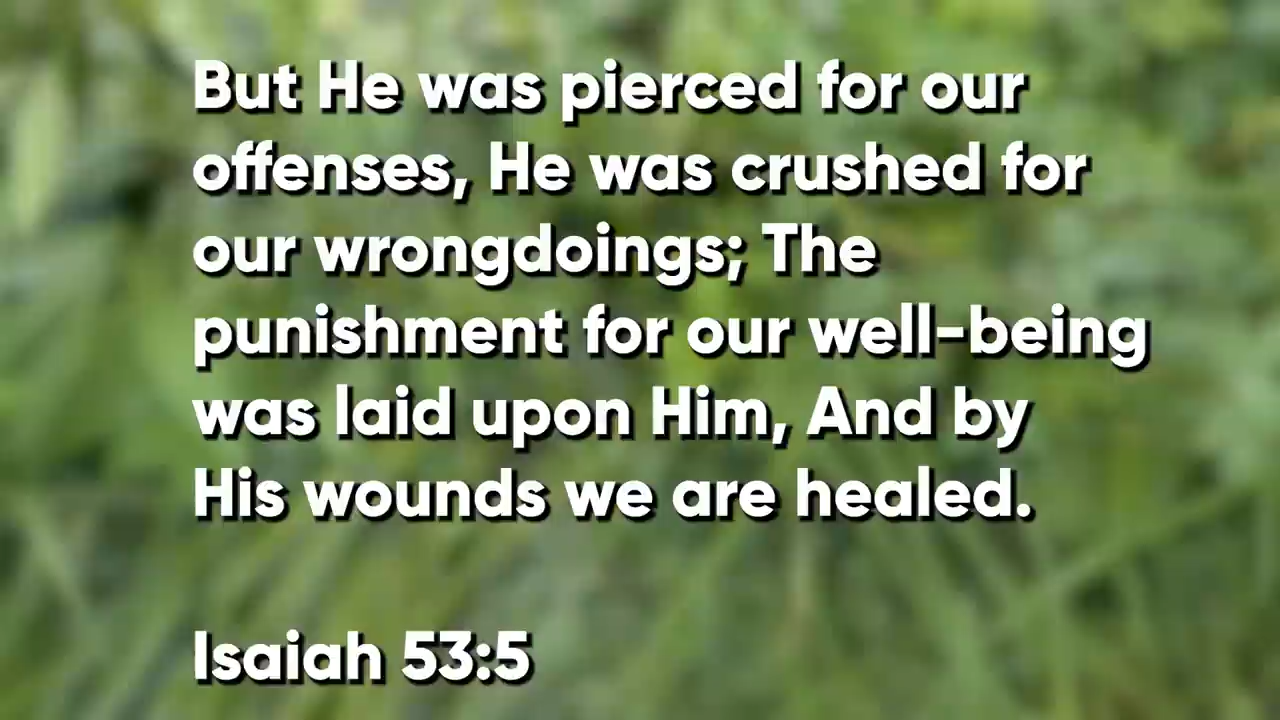 But He was pierced for our
offenses, He was crushed for
our wrongdoings; The
punishment for our well-being
was laid upon Him, And by
His wounds we are healed.
Isaiah 53:5